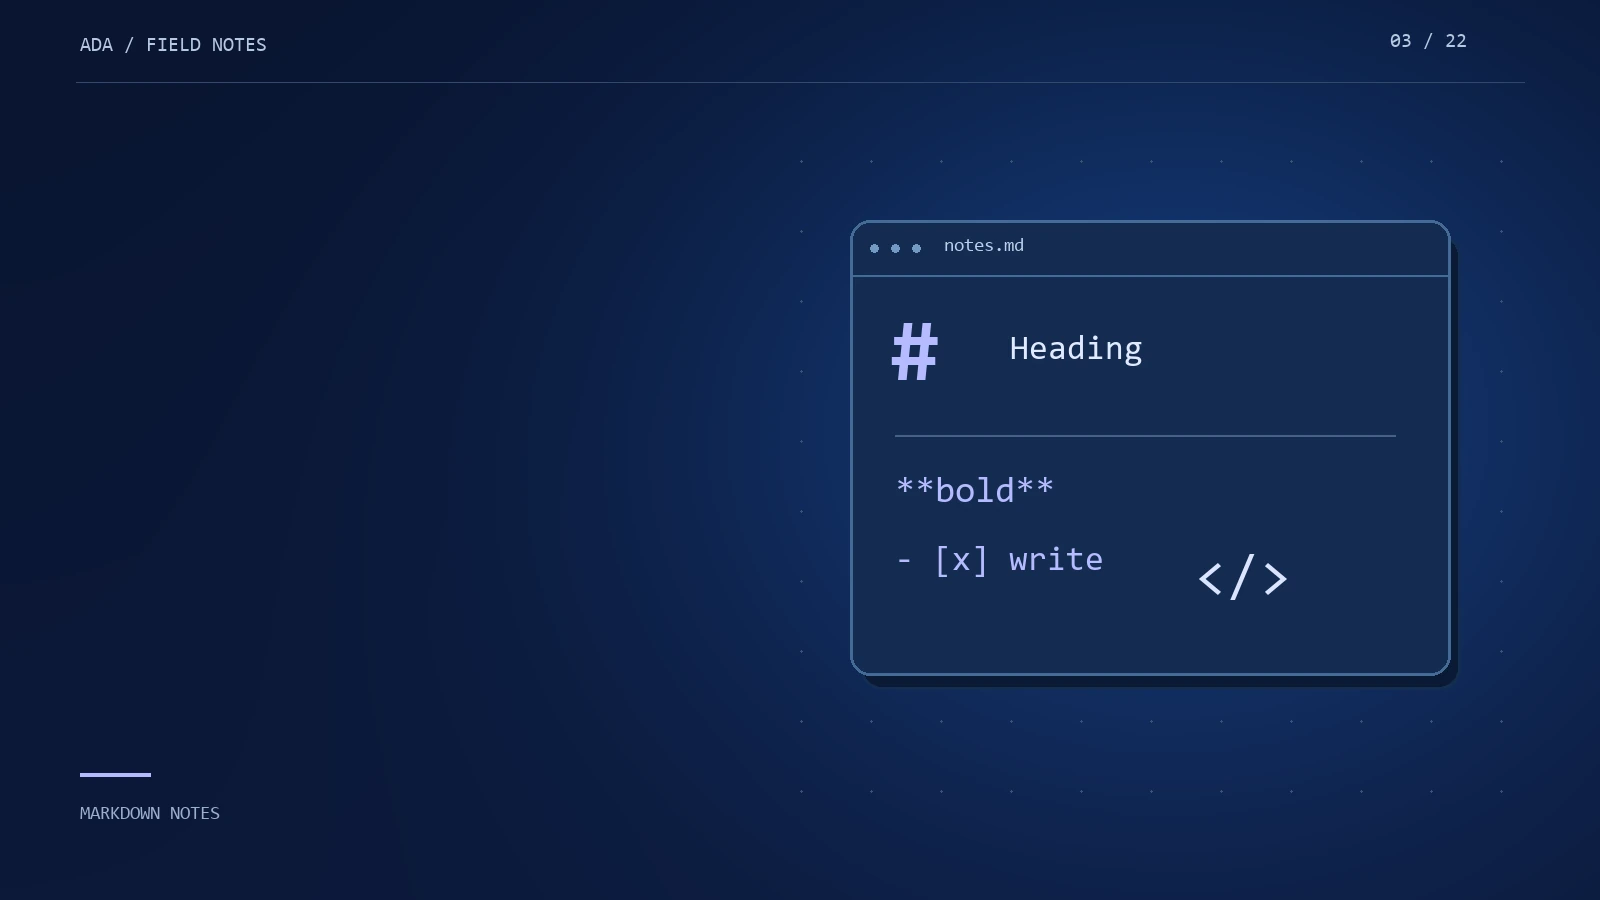 ADA / FIELD NOTES
03 / 22
notes.md
# Heading
**bold**
- [x] write
</>
MARKDOWN NOTES